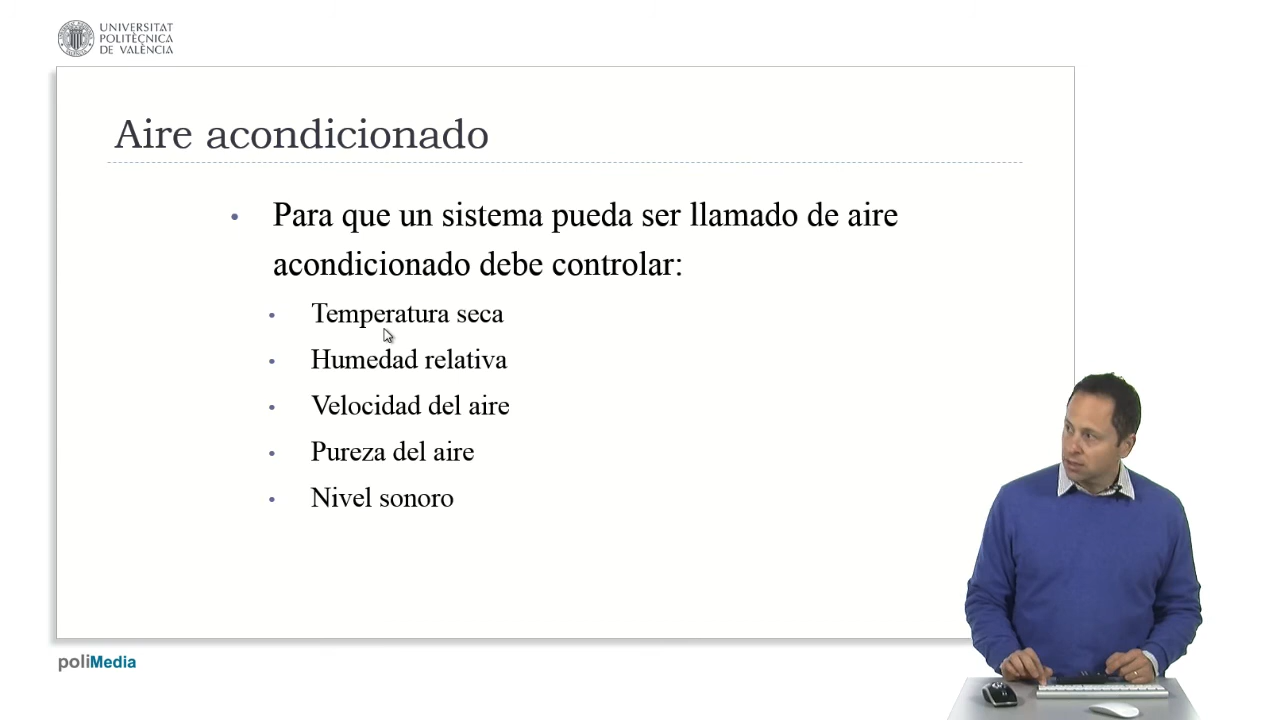 UNIVERSITAT
POLITÈCNICA
DE VALÈNCIA
Aire acondicionado
• Para que un sistema pueda ser llamado de aire
acondicionado debe controlar:
• Temperatura seca
• Humedad relativa
• Velocidad del aire
• Pureza del aire
• Nivel sonoro
poliMedia